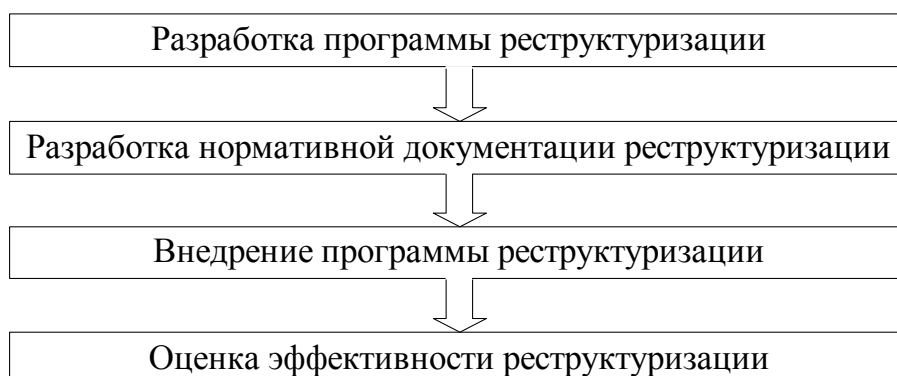 Разработка программы реструктуризации
Разработка нормативной документации реструктуризации
Внедрение программы реструктуризации
Оценка эффективности реструктуризации